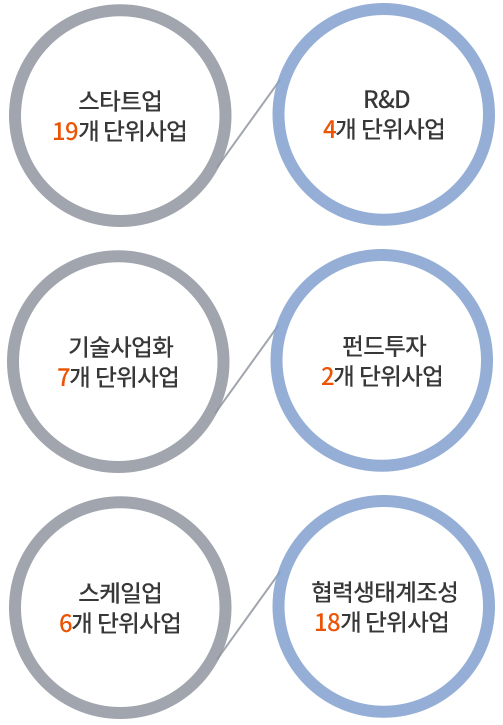 스타트업
19개 단위사업
R&D
4개 단위사업
기술사업화
7개 단위사업
펀드투자
2개 단위사업
스케일업
6개 단위사업
협력생태계조성
18개 단위사업